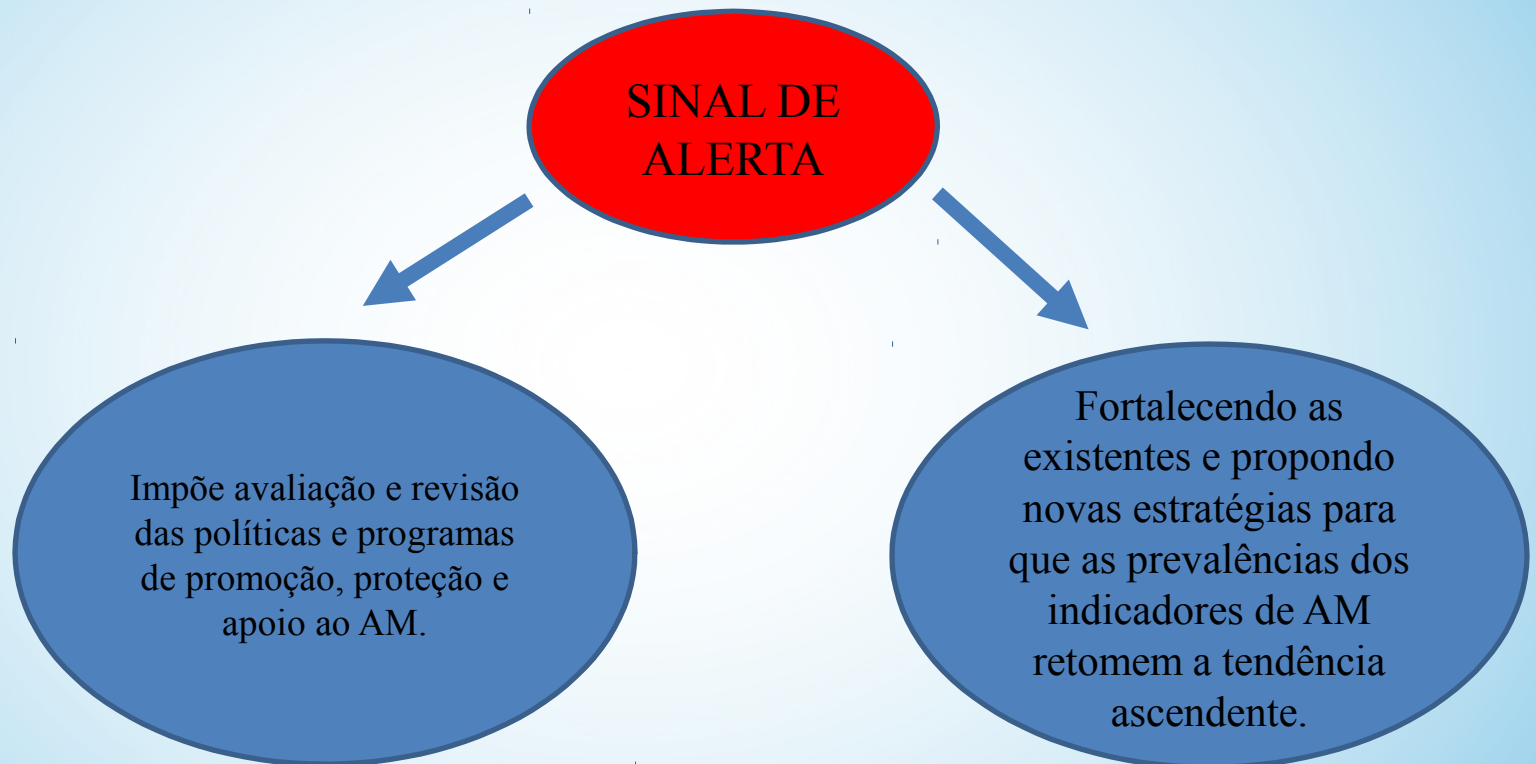 SINAL DE
ALERTA
Impõe avaliação e revisão
das políticas e programas
de promoção, proteção e
apoio ao AM.
Fortalecendo as
existentes e propondo
novas estratégias para
que as prevalências dos
indicadores de AM
retomem a tendência
ascendente.